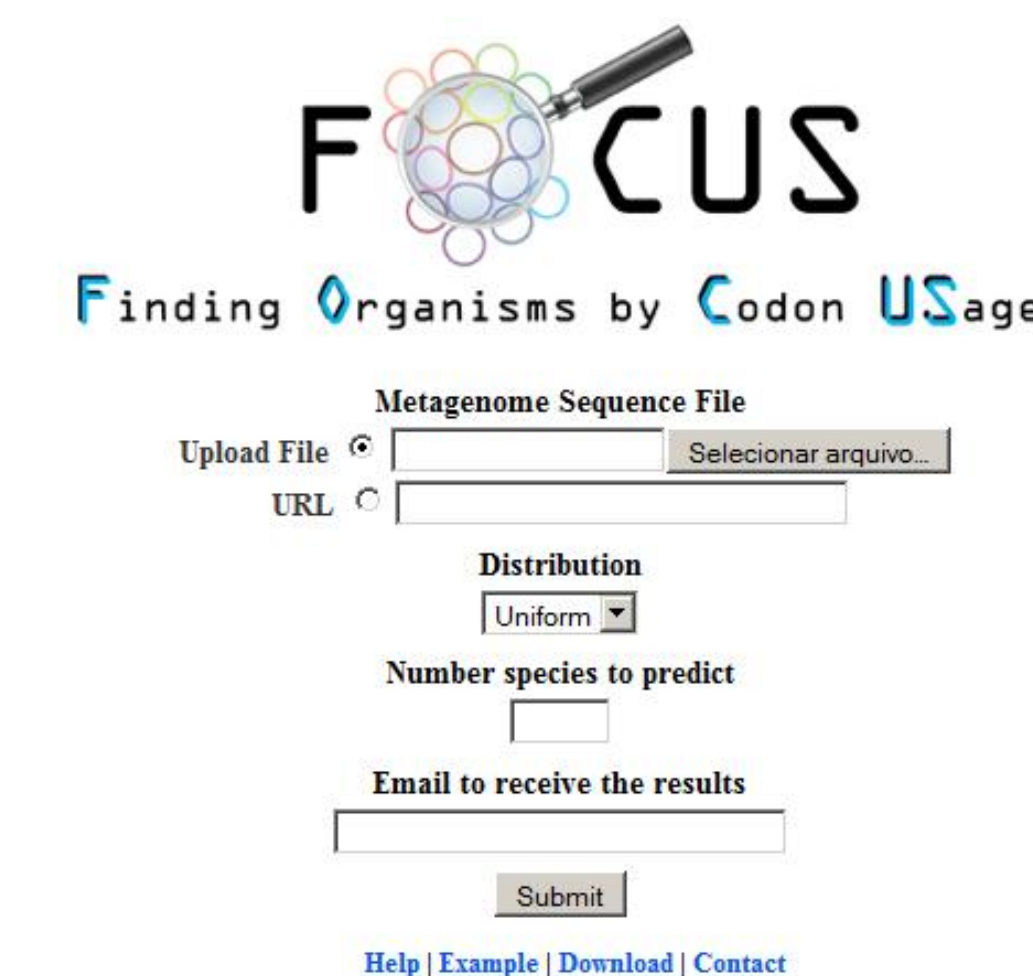 FOCUS
Finding Organisms by Codon USage
Metagenome Sequence File
Upload File Selecionar arquivo...
URL
Distribution
Uniform
Number species to predict
Email to receive the results
Submit
Help | Example | Download | Contact